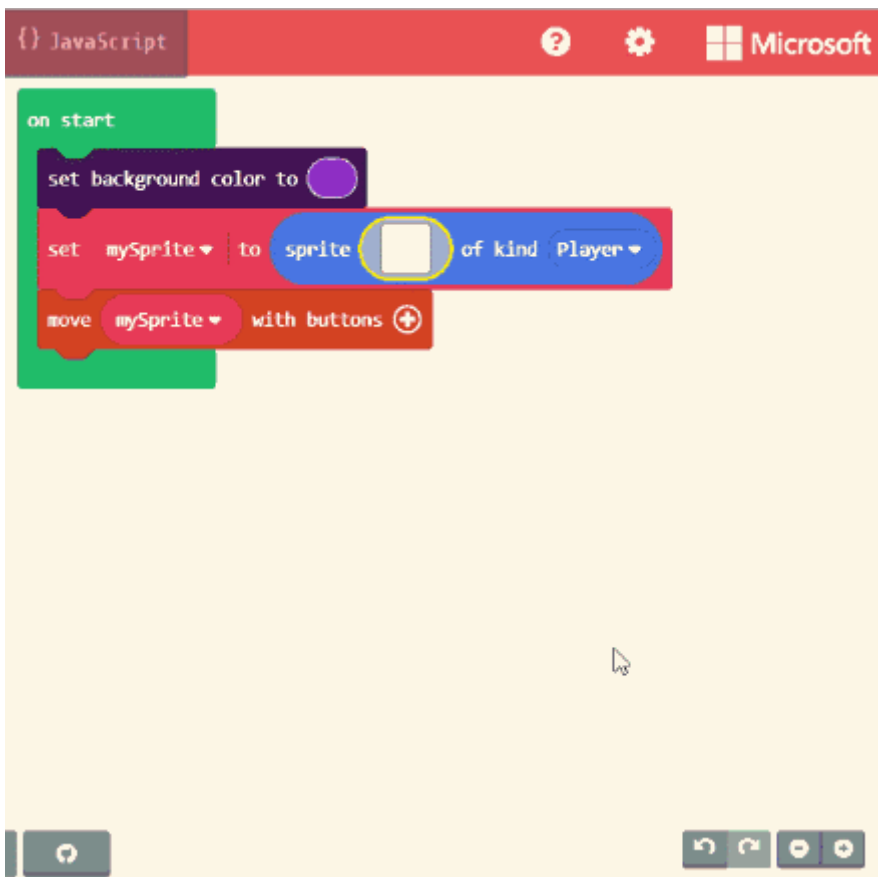 {} JavaScript
Microsoft
on start
set background color to
set mySprite to sprite of kind Player
move mySprite with buttons